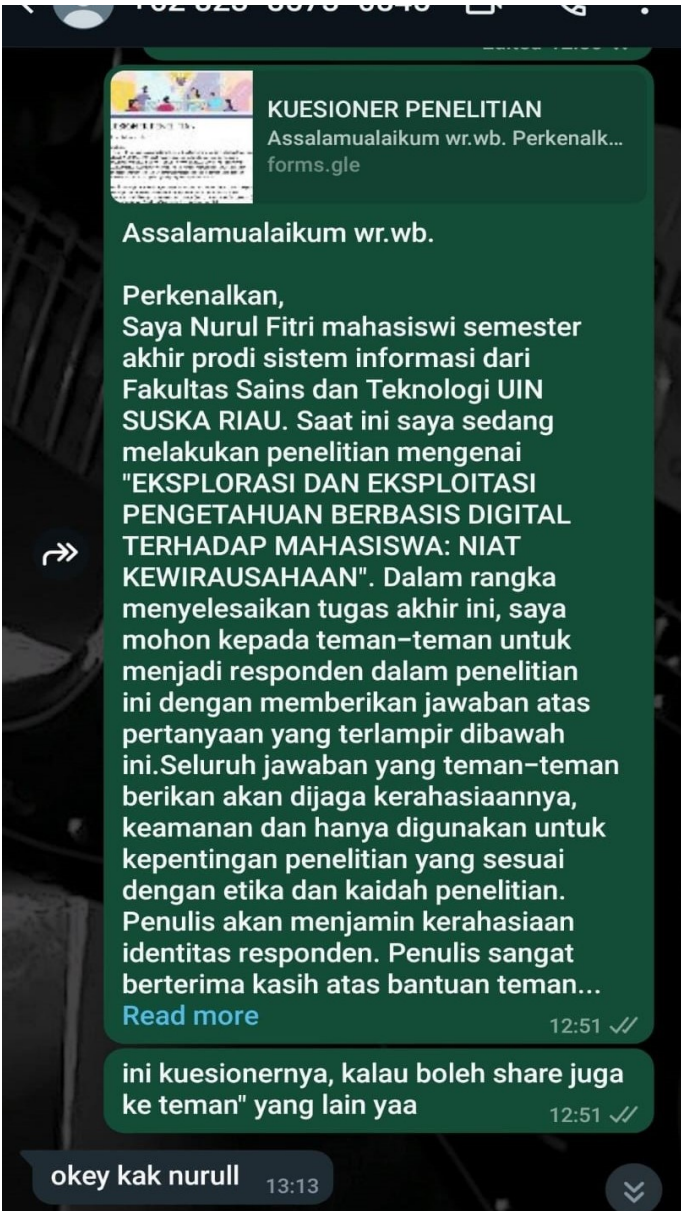 KUESIONER PENELITIAN
Assalamualaikum wr.wb. Perkenalk...
forms.gle
Assalamualaikum wr.wb.
Perkenalkan,
Saya Nurul Fitri mahasiswi semester
akhir prodi sistem informasi dari
Fakultas Sains dan Teknologi UIN
SUSKA RIAU. Saat ini saya sedang
melakukan penelitian mengenai
"EKSPLORASI DAN EKSPLOITASI
PENGETAHUAN BERBASIS DIGITAL
TERHADAP MAHASISWA: NIAT
KEWIRAUSAHAAN". Dalam rangka
menyelesaikan tugas akhir ini, saya
mohon kepada teman-teman untuk
menjadi responden dalam penelitian
ini dengan memberikan jawaban atas
pertanyaan yang terlampir dibawah
ini.Seluruh jawaban yang teman-teman
berikan akan dijaga kerahasiaannya,
keamanan dan hanya digunakan untuk
kepentingan penelitian yang sesuai
dengan etika dan kaidah penelitian.
Penulis akan menjamin kerahasiaan
identitas responden. Penulis sangat
berterima kasih atas bantuan teman...
Read more
12:51
ini kuesionernya, kalau boleh share juga
ke teman" yang lain yaa
12:51
okey kak nurull
13:13